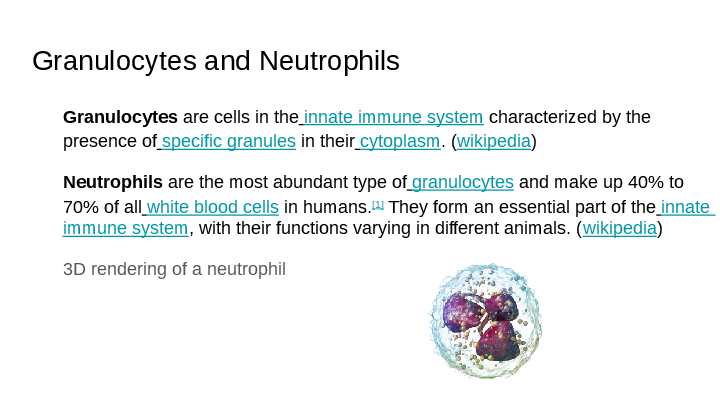 Granulocytes and Neutrophils
Granulocytes are cells in the innate immune system characterized by the
presence of specific granules in their cytoplasm. (wikipedia)
Neutrophils are the most abundant type of granulocytes and make up 40% to
70% of all white blood cells in humans.[1] They form an essential part of the innate
immune system, with their functions varying in different animals. (wikipedia)
3D rendering of a neutrophil